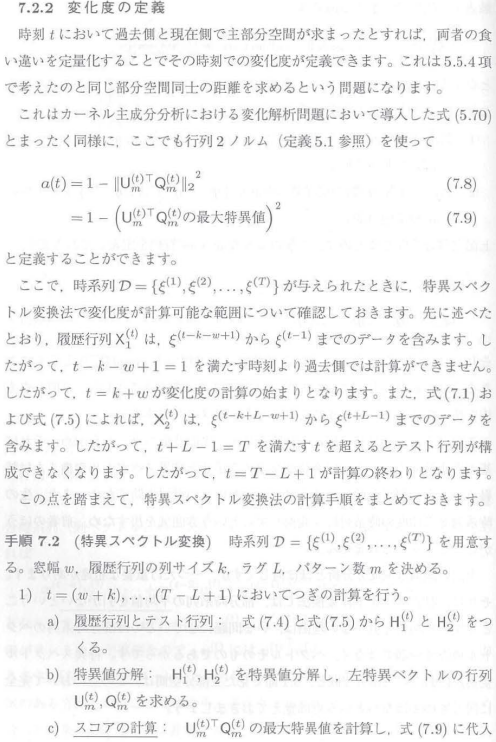 7.2.2 変化度の定義
時刻 t において過去側と現在側で主部分空間が求まったとすれば，両者の食
い違いを定量化することでその時刻での変化度が定義できます。これは5.5.4項
で考えたのと同じ部分空間同士の距離を求めるという問題になります。
これはカーネル主成分分析における変化解析問題において導入した式 (5.70)
とまったく同様に，ここでも行列 2 ノルム（定義5.1 参照）を使って
a(t) = 1 − ‖U_m^{(t)⊤} Q_m^{(t)}‖_2^2 (7.8)
= 1 − (U_m^{(t)⊤} Q_m^{(t)}の最大特異値)^2 (7.9)
と定義することができます。
ここで，時系列 D = {ξ^{(1)}, ξ^{(2)}, ..., ξ^{(T)}} が与えられたときに，特異スペク
トル変換法で変化度が計算可能な範囲について確認しておきます。先に述べた
とおり，履歴行列 X_1^{(t)} は，ξ^{(t−k−w+1)} から ξ^{(t−1)} までのデータを含みます。し
たがって，t − k − w + 1 = 1 を満たす時刻より過去側では計算ができません。
したがって，t = k + w が変化度の計算の始まりとなります。また，式 (7.1) お
よび式 (7.5) によれば，X_2^{(t)} は，ξ^{(t−k+L−w+1)} から ξ^{(t+L−1)} までのデータを
含みます。したがって，t + L − 1 = T を満たす t を超えるとテスト行列が構
成できなくなります。したがって，t = T − L + 1 が計算の終わりとなります。
この点を踏まえて，特異スペクトル変換法の計算手順をまとめておきます。
手順 7.2 （特異スペクトル変換） 時系列 D = {ξ^{(1)}, ξ^{(2)}, ..., ξ^{(T)}} を用意す
る。窓幅 w，履歴行列の列サイズ k，ラグ L，パターン数 m を決める。
1) t = (w + k), ..., (T − L + 1) においてつぎの計算を行う。
a) 履歴行列とテスト行列： 式 (7.4) と式 (7.5) から H_1^{(t)} と H_2^{(t)} をつ
くる。
b) 特異値分解： H_1^{(t)}, H_2^{(t)} を特異値分解し，左特異ベクトルの行列
U_m^{(t)}, Q_m^{(t)} を求める。
c) スコアの計算： U_m^{(t)⊤} Q_m^{(t)} の最大特異値を計算し，式 (7.9) に代入